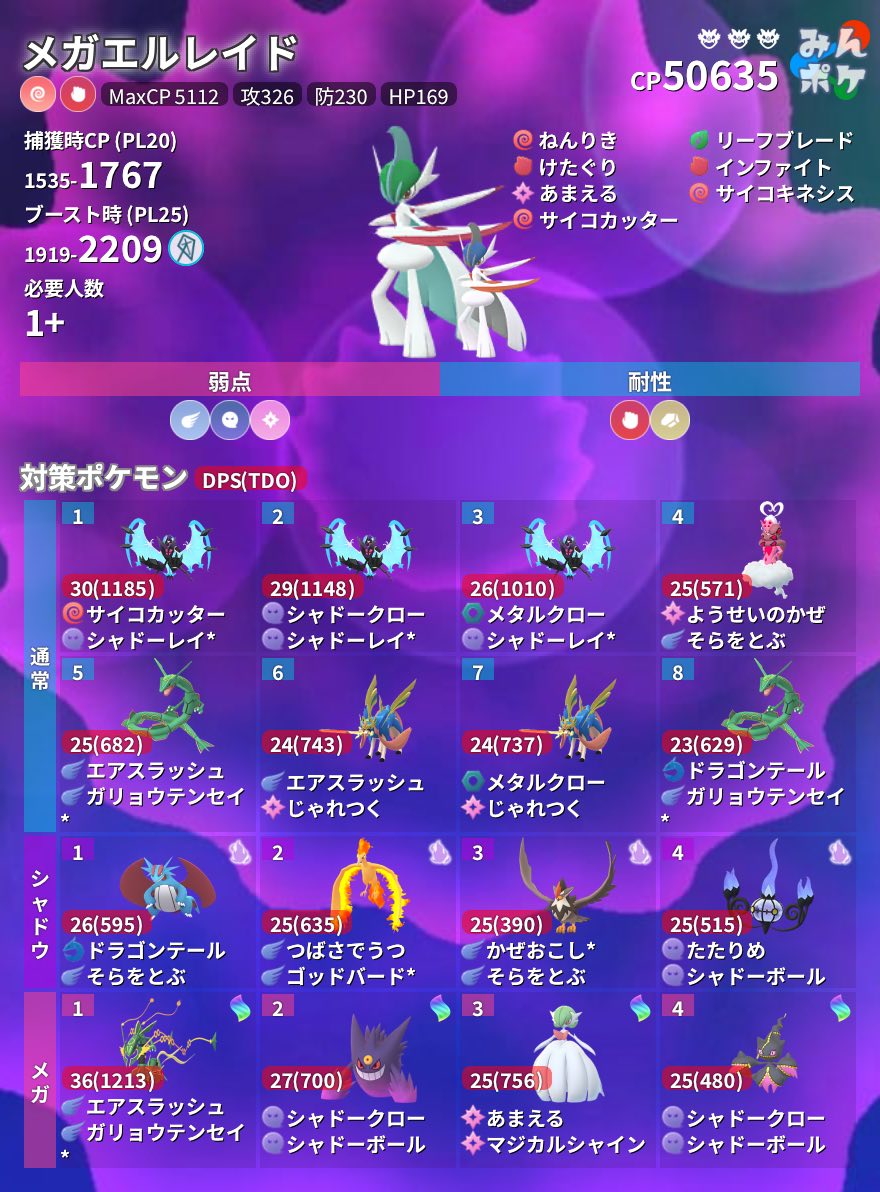 メガエルレイド
CP50635
みんポケ
MaxCP 5112 攻326 防230 HP169
捕獲時CP (PL20)
1535-1767
ブースト時 (PL25)
1919-2209
必要人数
1+
ねんりき
けたぐり
あまえる
サイコカッター
リーフブレード
インファイト
サイコキネシス
弱点
耐性
対策ポケモン DPS(TDO)
通常
1
30(1185)
サイコカッター
シャドーレイ*
2
29(1148)
シャドークロー
シャドーレイ*
3
26(1010)
メタルクロー
シャドーレイ*
4
25(571)
ようせいのかぜ
そらをとぶ
5
25(682)
エアスラッシュ
ガリョウテンセイ
*
6
24(743)
エアスラッシュ
じゃれつく
7
24(737)
メタルクロー
じゃれつく
8
23(629)
ドラゴンテール
ガリョウテンセイ
*
シャドウ
1
26(595)
ドラゴンテール
そらをとぶ
2
25(635)
つばさでうつ
ゴッドバード*
3
25(390)
かぜおこし*
そらをとぶ
4
25(515)
たたりめ
シャドーボール
メガ
1
36(1213)
エアスラッシュ
ガリョウテンセイ
*
2
27(700)
シャドークロー
シャドーボール
3
25(756)
あまえる
マジカルシャイン
4
25(480)
シャドークロー
シャドーボール